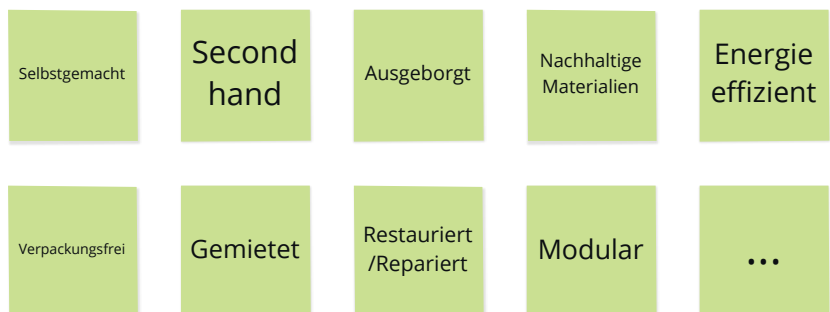 Selbstgemacht
Second
hand
Ausgeborgt
Nachhaltige
Materialien
Energie
effizient
Verpackungsfrei
Gemietet
Restauriert
/Repariert
Modular
...